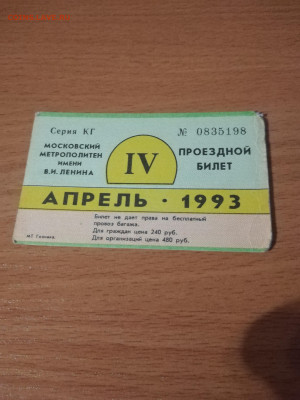 Серия КГ
№ 0835198
МОСКОВСКИЙ
МЕТРОПОЛИТЕН
ИМЕНИ
В.И. ЛЕНИНА
IV
ПРОЕЗДНОЙ
БИЛЕТ
АПРЕЛЬ · 1993
Билет не дает права на бесплатный
провоз багажа.
Для граждан цена 240 руб.
Для организаций цена 480 руб.